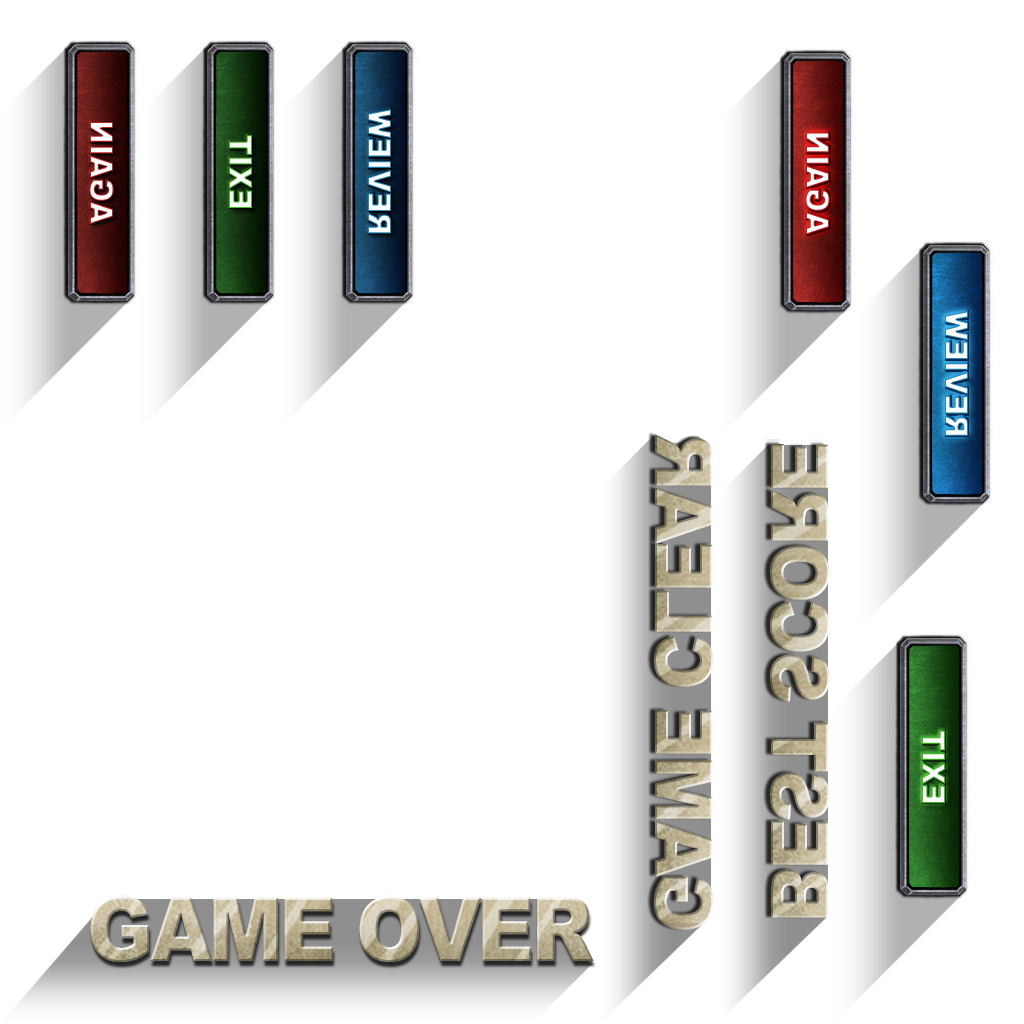 AGAIN
EXIT
REVIEW
AGAIN
REVIEW
GAME CLEAR
BEST SCORE
EXIT
GAME OVER